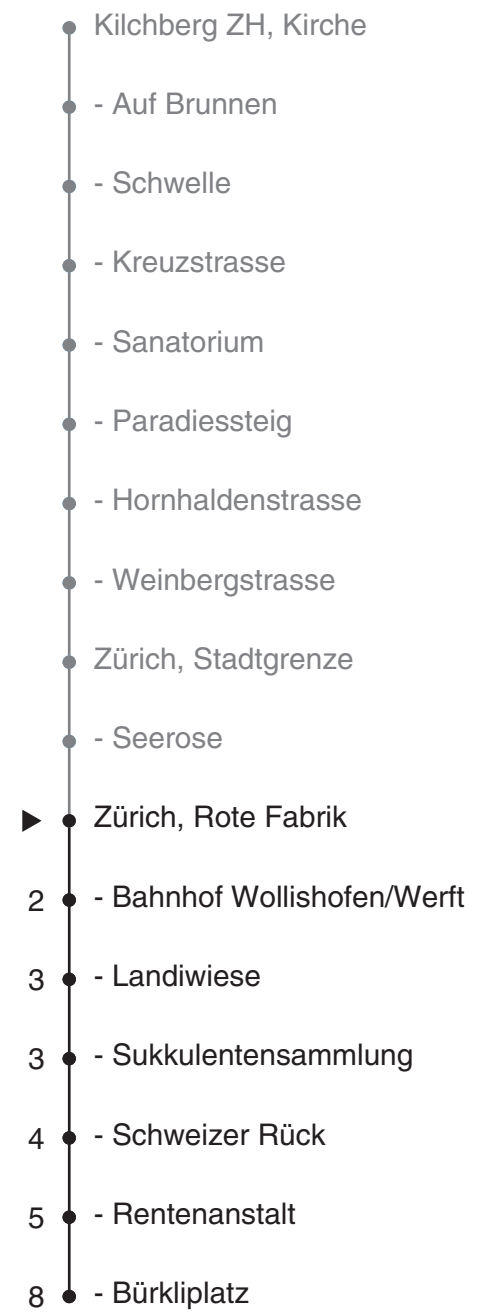 Kilchberg ZH, Kirche
- Auf Brunnen
- Schwelle
- Kreuzstrasse
- Sanatorium
- Paradiessteig
- Hornhaldenstrasse
- Weinbergstrasse
Zürich, Stadtgrenze
- Seerose
Zürich, Rote Fabrik
2 - Bahnhof Wollishofen/Werft
3 - Landiwiese
3 - Sukkulentensammlung
4 - Schweizer Rück
5 - Rentenanstalt
8 - Bürkliplatz